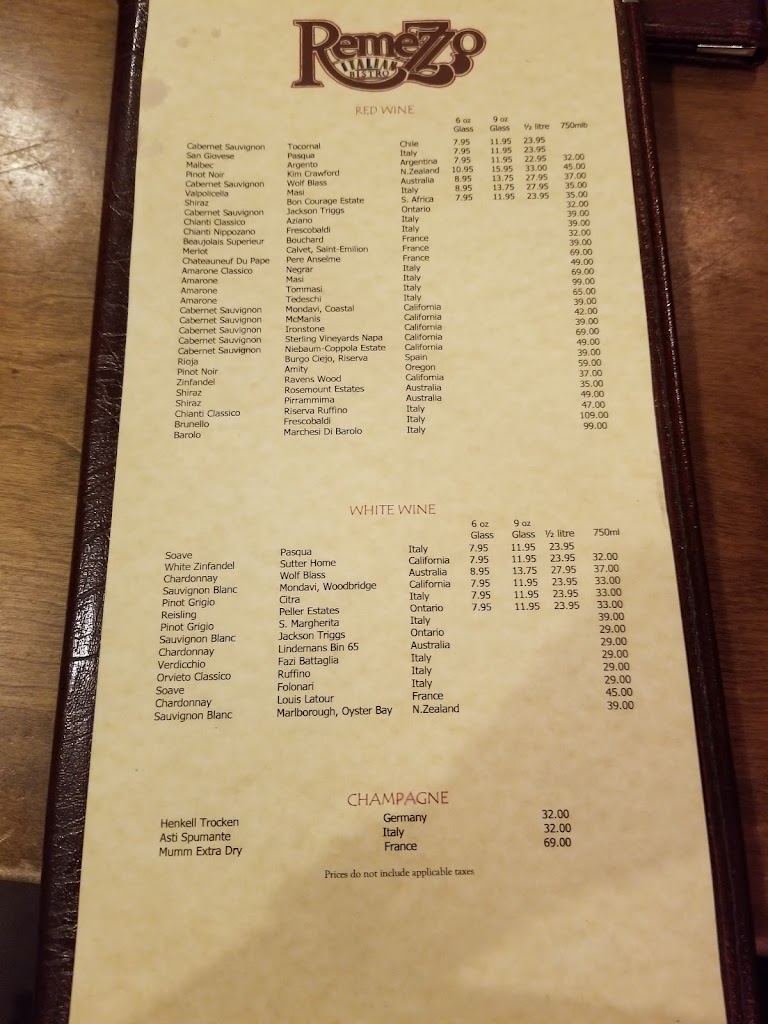 Remezzo
ITALIAN
BISTRO
RED WINE
6 oz Glass 9 oz Glass ½ litre 750mlb
Cabernet Sauvignon Tocornal Chile 7.95 11.95 23.95
San Giovese Pasqua Italy 7.95 11.95 23.95
Malbec Argento Argentina 7.95 11.95 22.95 32.00
Pinot Noir Kim Crawford N.Zealand 10.95 15.95 33.00 45.00
Cabernet Sauvignon Wolf Blass Australia 8.95 13.75 27.95 37.00
Valpolicella Masi Italy 8.95 13.75 27.95 35.00
Shiraz Bon Courage Estate S. Africa 7.95 11.95 23.95 35.00
Cabernet Sauvignon Jackson Triggs Ontario 32.00
Chianti Classico Aziano Italy 39.00
Chianti Nippozano Frescobaldi Italy 39.00
Beaujolais Superieur Bouchard France 32.00
Merlot Calvet, Saint-Emilion France 39.00
Chateauneuf Du Pape Pere Anselme France 69.00
Amarone Classico Negrar Italy 49.00
Amarone Masi Italy 69.00
Amarone Tommasi Italy 99.00
Amarone Tedeschi Italy 65.00
Cabernet Sauvignon Mondavi, Coastal California 39.00
Cabernet Sauvignon McManis California 42.00
Cabernet Sauvignon Ironstone California 39.00
Cabernet Sauvignon Sterling Vineyards Napa California 69.00
Cabernet Sauvignon Niebaum-Coppola Estate California 49.00
Rioja Burgo Ciejo, Riserva Spain 39.00
Pinot Noir Amity Oregon 59.00
Zinfandel Ravens Wood California 37.00
Shiraz Rosemount Estates Australia 35.00
Shiraz Pirrammima Australia 49.00
Chianti Classico Riserva Ruffino Italy 47.00
Brunello Frescobaldi Italy 109.00
Barolo Marchesi Di Barolo Italy 99.00
WHITE WINE
6 oz Glass 9 oz Glass ½ litre 750ml
Soave Pasqua Italy 7.95 11.95 23.95
White Zinfandel Sutter Home California 7.95 11.95 23.95 32.00
Chardonnay Wolf Blass Australia 8.95 13.75 27.95 37.00
Sauvignon Blanc Mondavi, Woodbridge California 7.95 11.95 23.95 33.00
Pinot Grigio Citra Italy 7.95 11.95 23.95 33.00
Reisling Peller Estates Ontario 7.95 11.95 23.95 33.00
Pinot Grigio S. Margherita Italy 39.00
Sauvignon Blanc Jackson Triggs Ontario 29.00
Chardonnay Lindemans Bin 65 Australia 29.00
Verdicchio Fazi Battaglia Italy 29.00
Orvieto Classico Ruffino Italy 29.00
Soave Folonari Italy 29.00
Chardonnay Louis Latour France 45.00
Sauvignon Blanc Marlborough, Oyster Bay N.Zealand 39.00
CHAMPAGNE
Henkell Trocken Germany 32.00
Asti Spumante Italy 32.00
Mumm Extra Dry France 69.00
Prices do not include applicable taxes